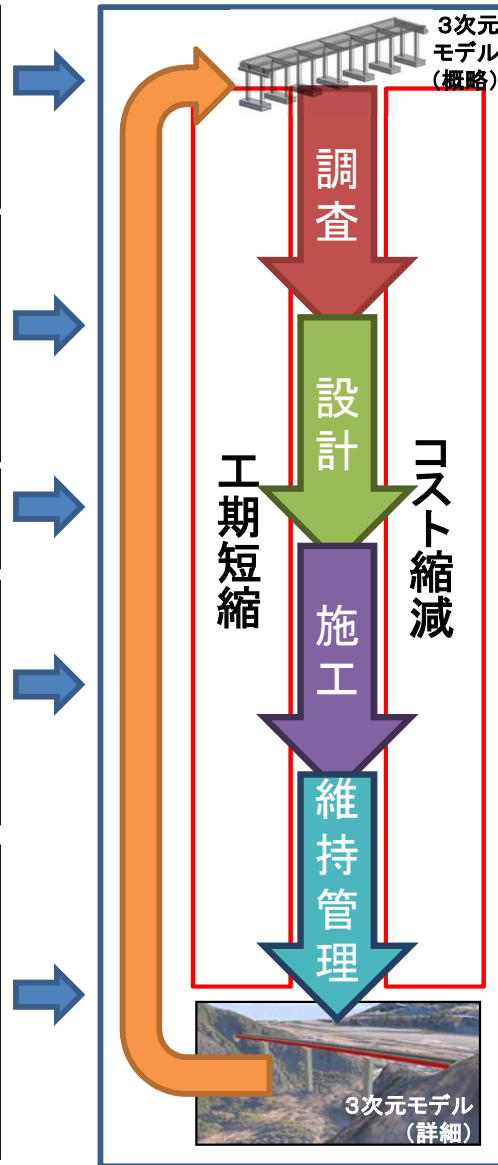 3次元
モデル
(概略)
調査
設計
工期短縮
コスト縮減
施工
維持管理
3次元モデル
(詳細)